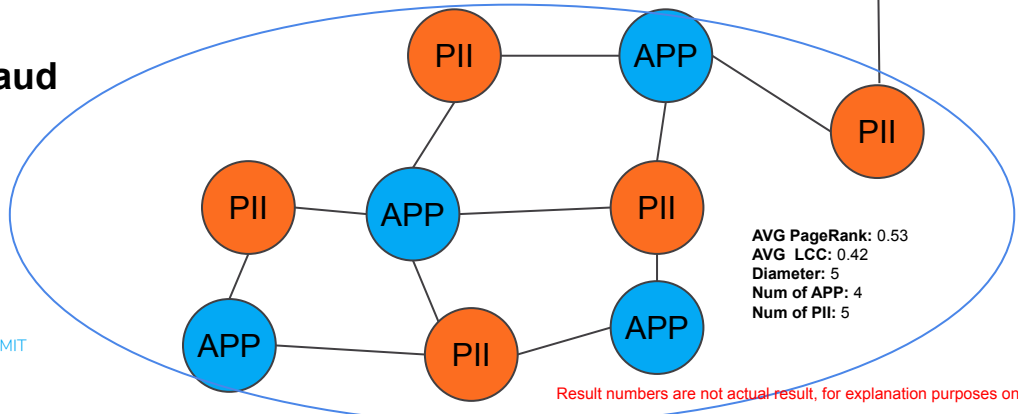 PII
APP
aud
PII
PII
APP
PII
AVG PageRank: 0.53
AVG LCC: 0.42
Diameter: 5
Num of APP: 4
Num of PII: 5
APP
PII
APP
MIT
Result numbers are not actual result, for explanation purposes on